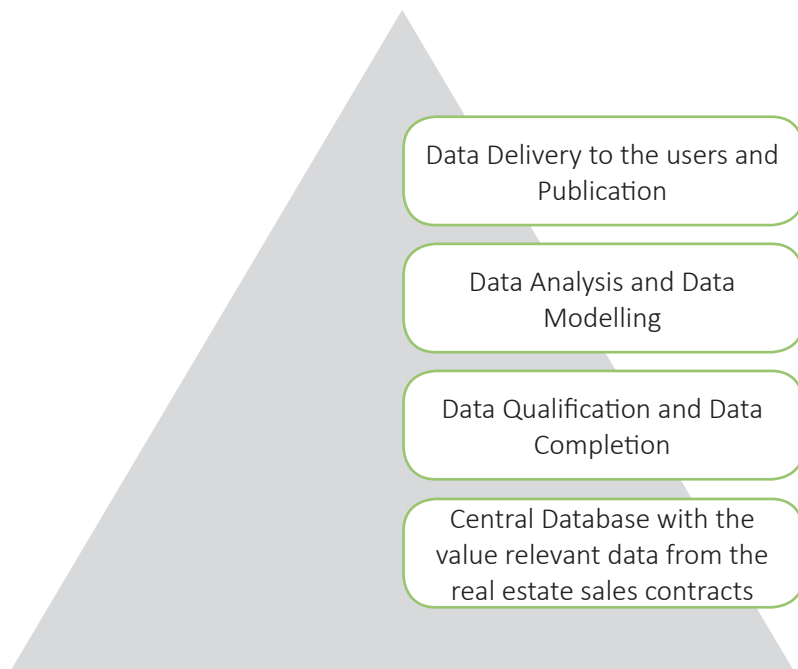 Data Delivery to the users and
Publication
Data Analysis and Data
Modelling
Data Qualification and Data
Completion
Central Database with the
value relevant data from the
real estate sales contracts